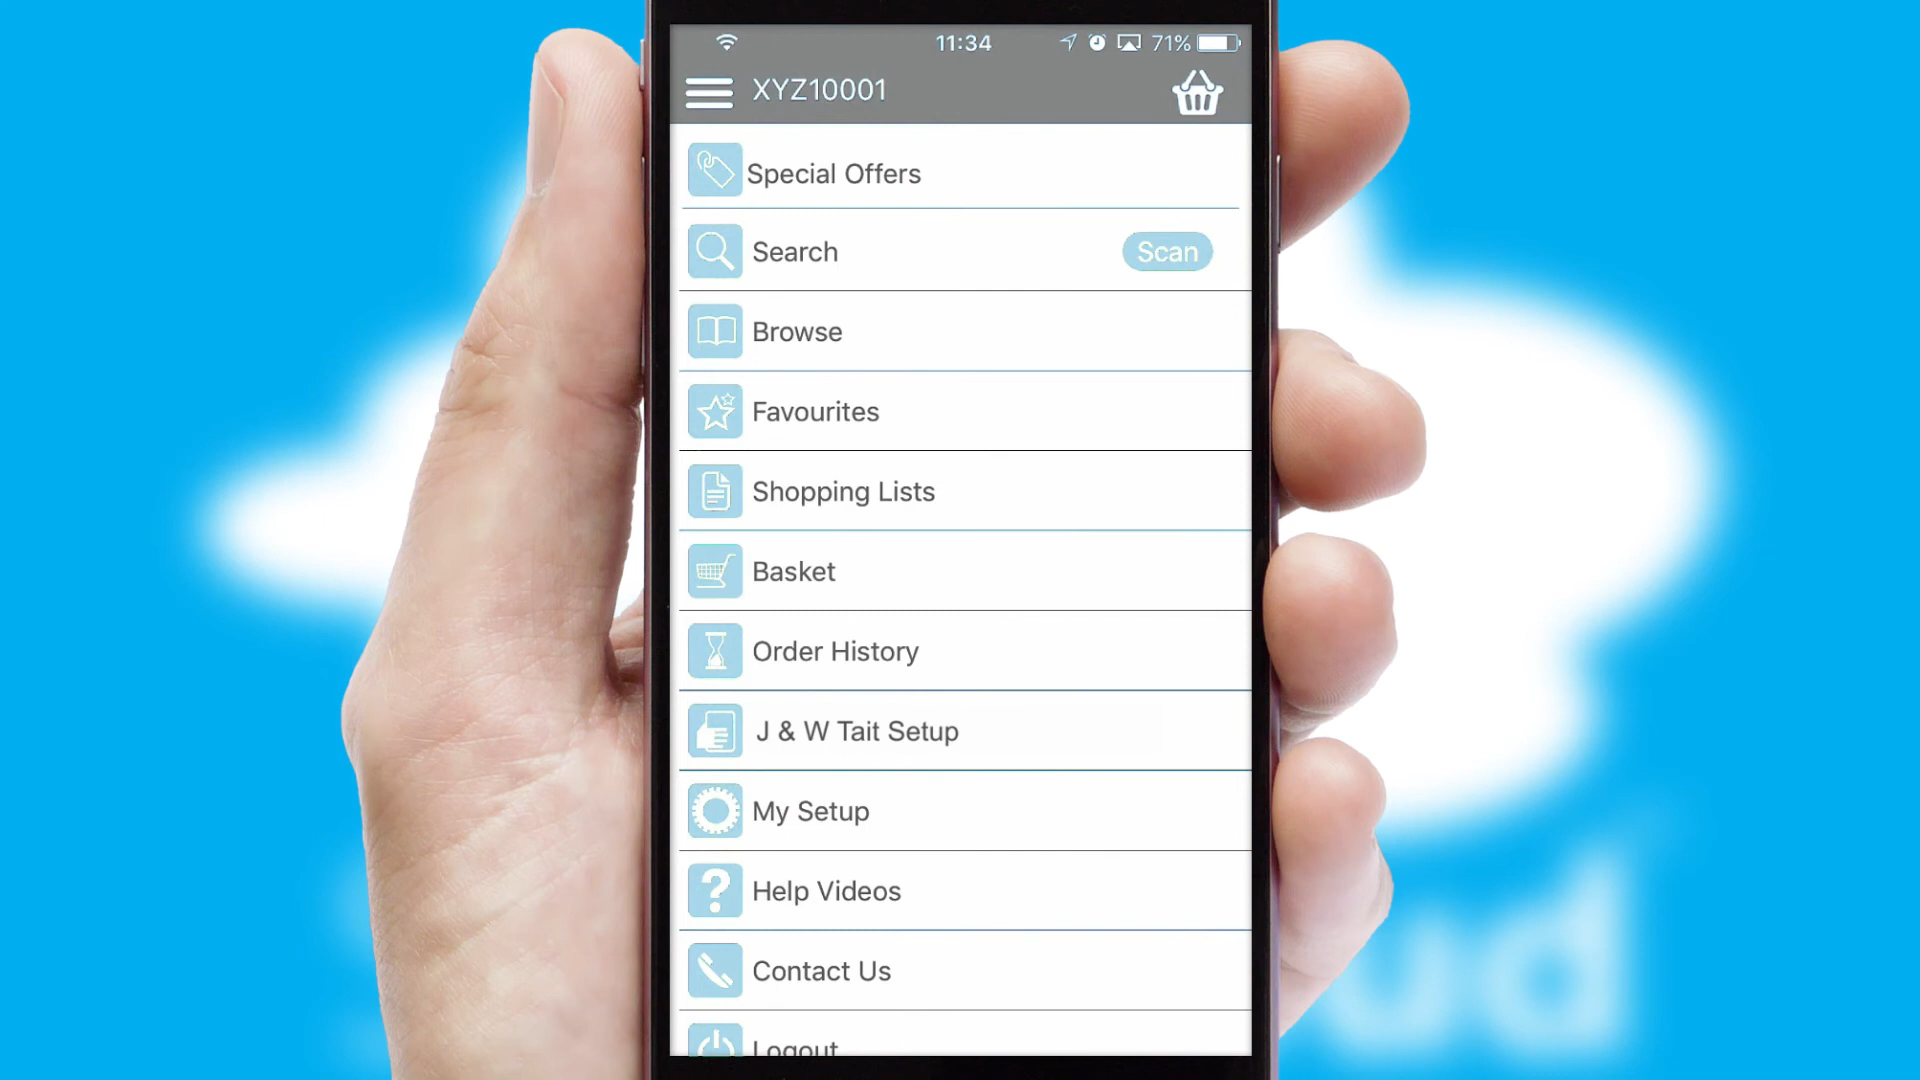 11:34 71%
XYZ10001
Special Offers
Search Scan
Browse
Favourites
Shopping Lists
Basket
Order History
J & W Tait Setup
My Setup
Help Videos
Contact Us
Logout
ud